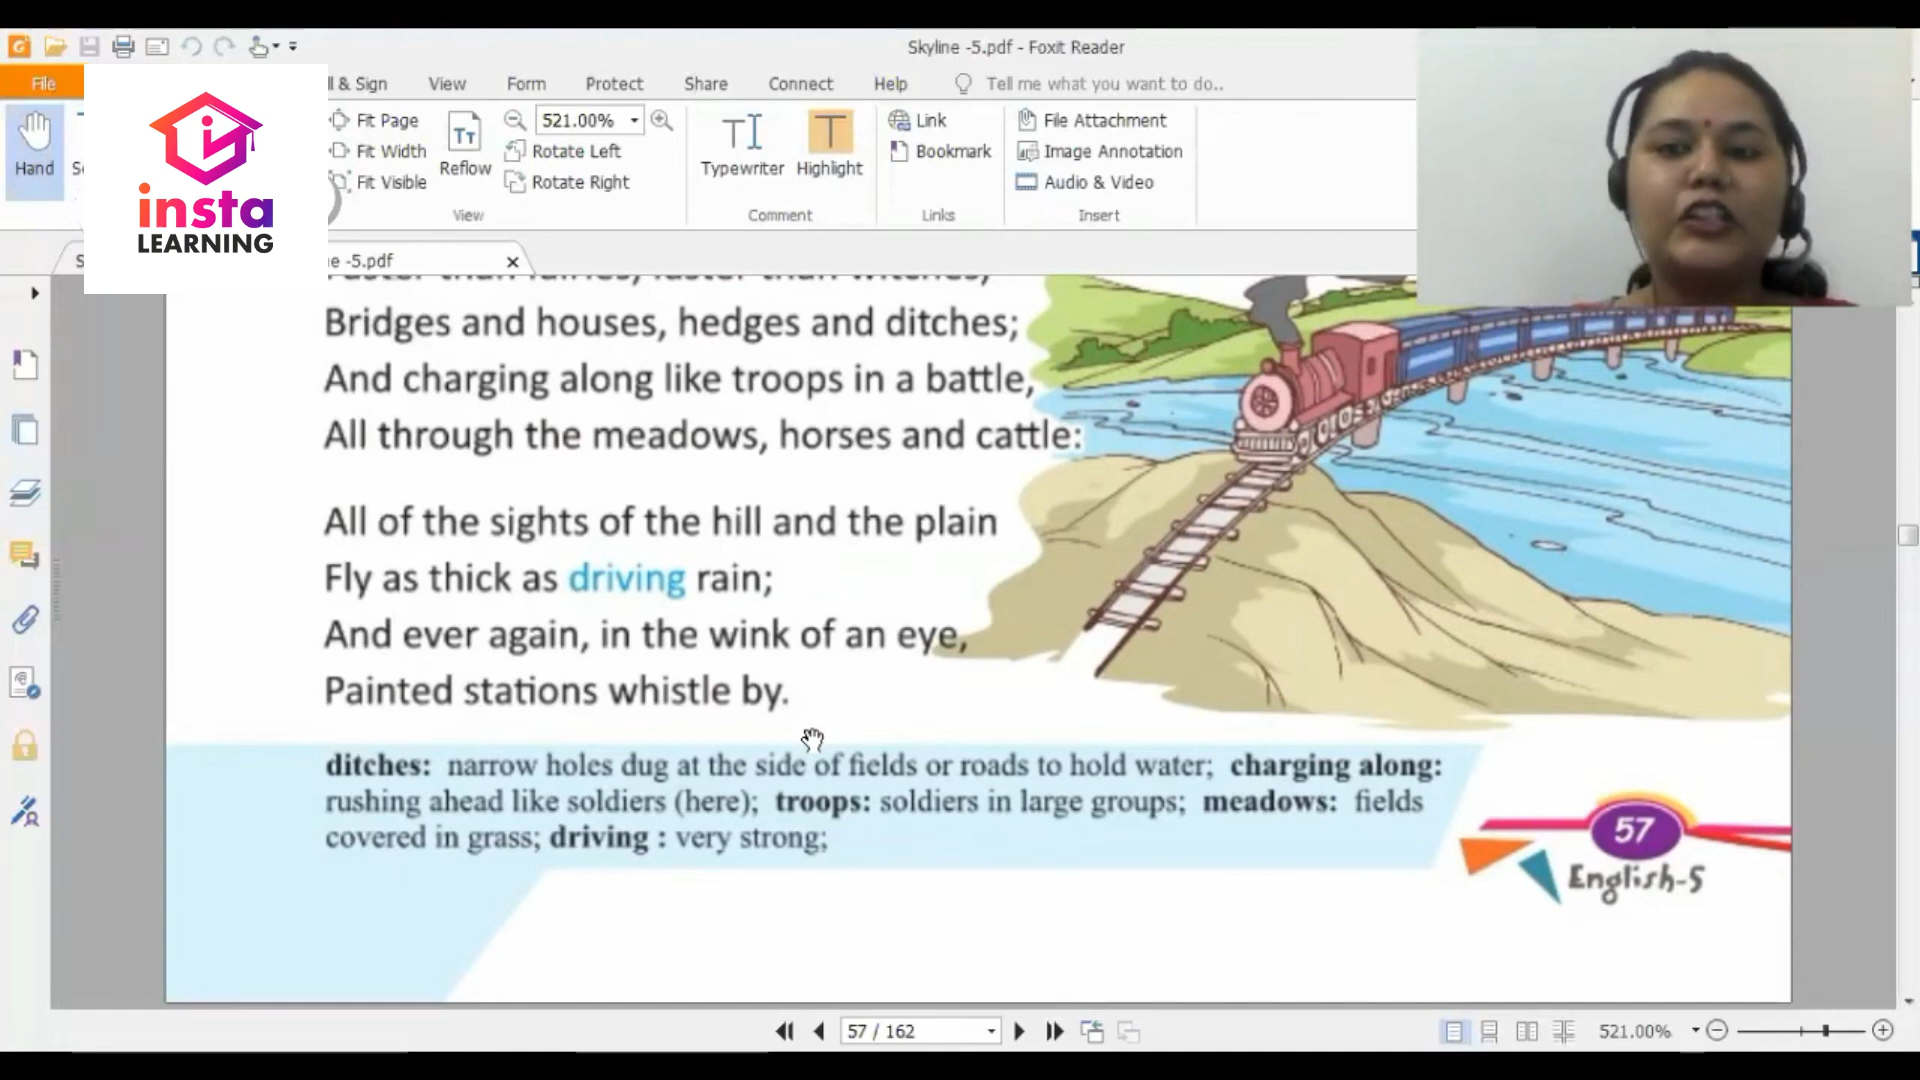 Skyline -5.pdf - Foxit Reader
File
ll & Sign View Form Protect Share Connect Help Tell me what you want to do..
Hand
Fit Page
Fit Width
Fit Visible
Reflow
521.00%
Rotate Left
Rotate Right
View
Typewriter
Highlight
Comment
Link
Bookmark
Links
File Attachment
Image Annotation
Audio & Video
Insert
insta
LEARNING
e -5.pdf
Faster than fairies, faster than witches,
Bridges and houses, hedges and ditches;
And charging along like troops in a battle,
All through the meadows, horses and cattle:
All of the sights of the hill and the plain
Fly as thick as driving rain;
And ever again, in the wink of an eye,
Painted stations whistle by.
ditches: narrow holes dug at the side of fields or roads to hold water; charging along:
rushing ahead like soldiers (here); troops: soldiers in large groups; meadows: fields
covered in grass; driving : very strong;
57
English-5
57 / 162
521.00%